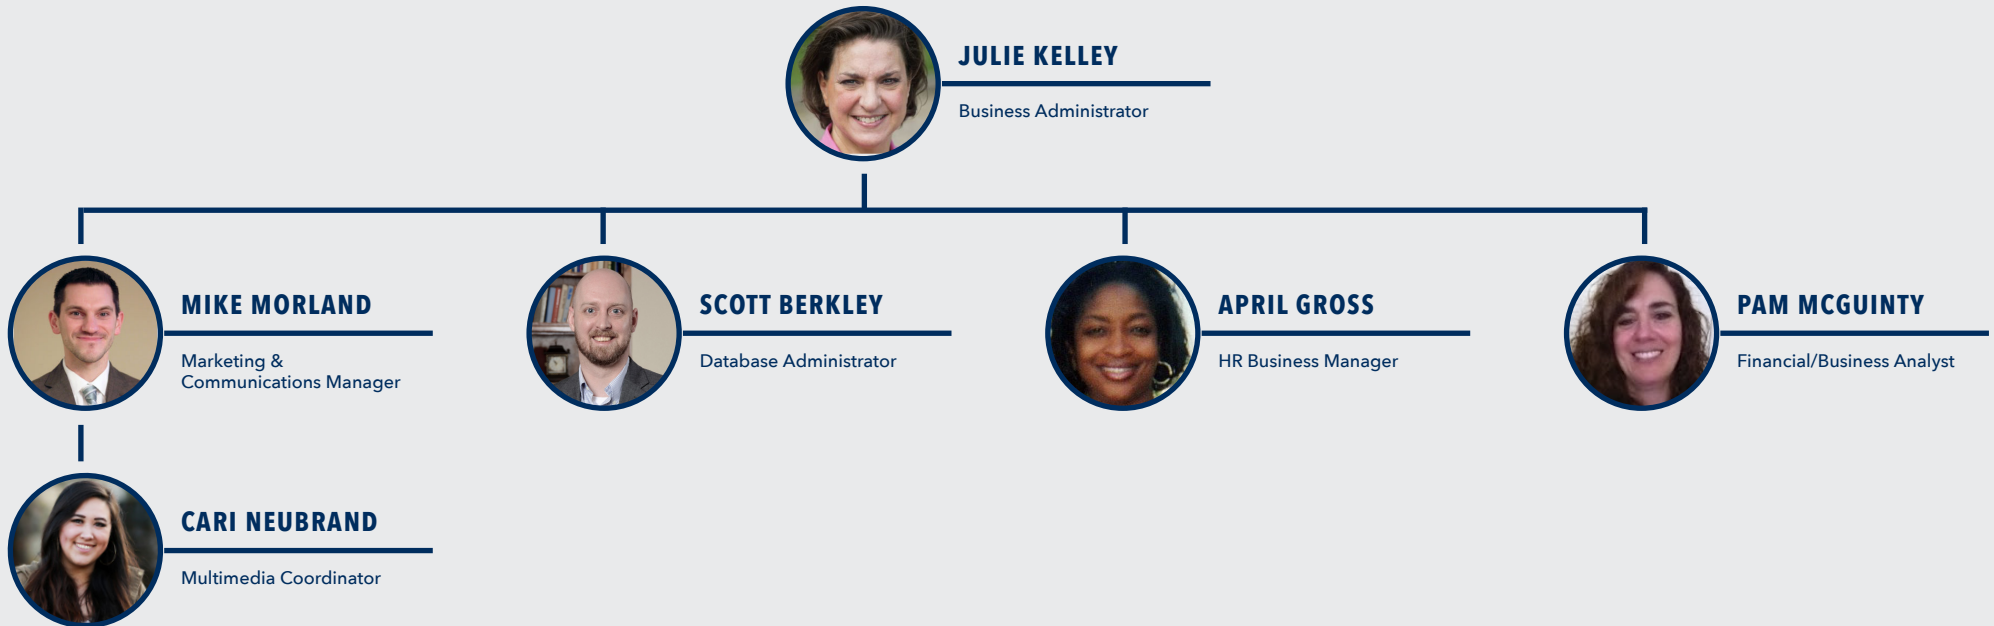 JULIE KELLEY
Business Administrator
MIKE MORLAND
Marketing &
Communications Manager
SCOTT BERKLEY
Database Administrator
APRIL GROSS
HR Business Manager
PAM MCGUINTY
Financial/Business Analyst
CARI NEUBRAND
Multimedia Coordinator